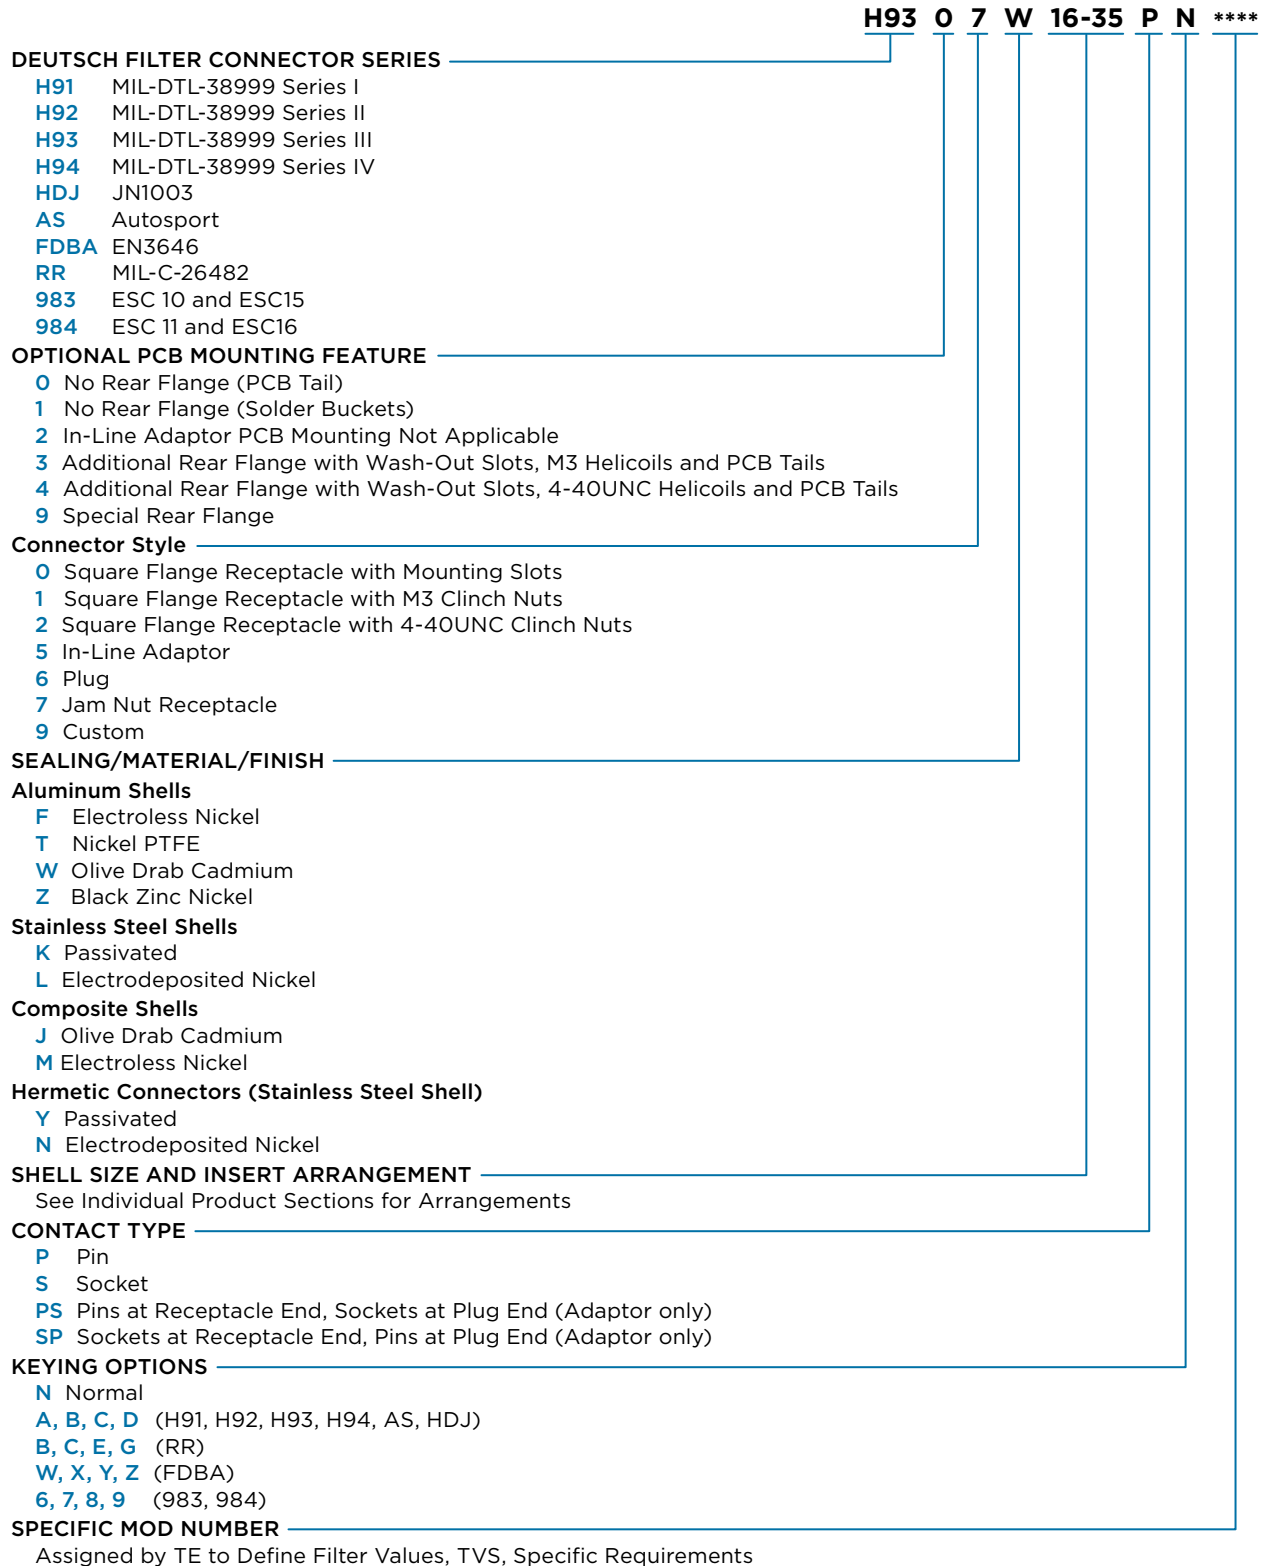 H93 0 7 W 16-35 P N ****
DEUTSCH FILTER CONNECTOR SERIES
H91 MIL-DTL-38999 Series I
H92 MIL-DTL-38999 Series II
H93 MIL-DTL-38999 Series III
H94 MIL-DTL-38999 Series IV
HDJ JN1003
AS Autosport
FDBA EN3646
RR MIL-C-26482
983 ESC 10 and ESC15
984 ESC 11 and ESC16
OPTIONAL PCB MOUNTING FEATURE
0 No Rear Flange (PCB Tail)
1 No Rear Flange (Solder Buckets)
2 In-Line Adaptor PCB Mounting Not Applicable
3 Additional Rear Flange with Wash-Out Slots, M3 Helicoils and PCB Tails
4 Additional Rear Flange with Wash-Out Slots, 4-40UNC Helicoils and PCB Tails
9 Special Rear Flange
Connector Style
0 Square Flange Receptacle with Mounting Slots
1 Square Flange Receptacle with M3 Clinch Nuts
2 Square Flange Receptacle with 4-40UNC Clinch Nuts
5 In-Line Adaptor
6 Plug
7 Jam Nut Receptacle
9 Custom
SEALING/MATERIAL/FINISH
Aluminum Shells
F Electroless Nickel
T Nickel PTFE
W Olive Drab Cadmium
Z Black Zinc Nickel
Stainless Steel Shells
K Passivated
L Electrodeposited Nickel
Composite Shells
J Olive Drab Cadmium
M Electroless Nickel
Hermetic Connectors (Stainless Steel Shell)
Y Passivated
N Electrodeposited Nickel
SHELL SIZE AND INSERT ARRANGEMENT
See Individual Product Sections for Arrangements
CONTACT TYPE
P Pin
S Socket
PS Pins at Receptacle End, Sockets at Plug End (Adaptor only)
SP Sockets at Receptacle End, Pins at Plug End (Adaptor only)
KEYING OPTIONS
N Normal
A, B, C, D (H91, H92, H93, H94, AS, HDJ)
B, C, E, G (RR)
W, X, Y, Z (FDBA)
6, 7, 8, 9 (983, 984)
SPECIFIC MOD NUMBER
Assigned by TE to Define Filter Values, TVS, Specific Requirements